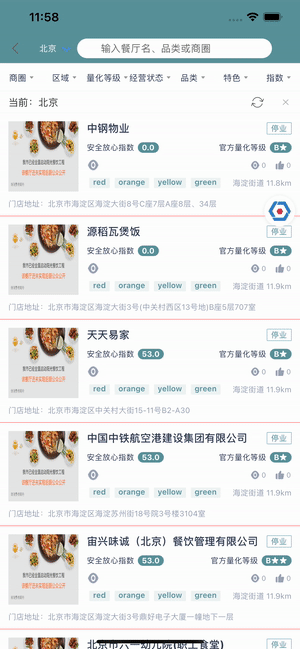 11:58
北京
输入餐厅名、品类或商圈
商圈 区域 量化等级 经营状态 品类 特色 指数
当前：北京
中钢物业 停业
安全放心指数 0.0 官方量化等级 B★
0 0
red orange yellow green 海淀街道 11.8km
门店地址：北京市海淀区海淀大街8号C座7层A座8层、34层
源稻瓦煲饭 停业
安全放心指数 0.0 官方量化等级 B★
0 0
red orange yellow green 海淀街道 11.9km
门店地址：北京市海淀区海淀大街3号(中关村西区13号地)B座5层707室
天天易家 停业
安全放心指数 53.0 官方量化等级 B★
0 0
red orange yellow green 海淀街道 11.9km
门店地址：北京市海淀区中关村大街15-11号B2-A30
中国中铁航空港建设集团有限公司 停业
安全放心指数 53.0 官方量化等级 B★
0 0
red orange yellow green 海淀街道 11.9km
门店地址：北京市海淀区海淀苏州街18号院3号楼3104室
宙兴味诚（北京）餐饮管理有限公司 停业
安全放心指数 53.0 官方量化等级 B★★
0 0
red orange yellow green 海淀街道 11.9km
门店地址：北京市海淀区海淀大街3号鼎好电子大厦一幢地下一层
北京市六一幼儿院(职工食堂)